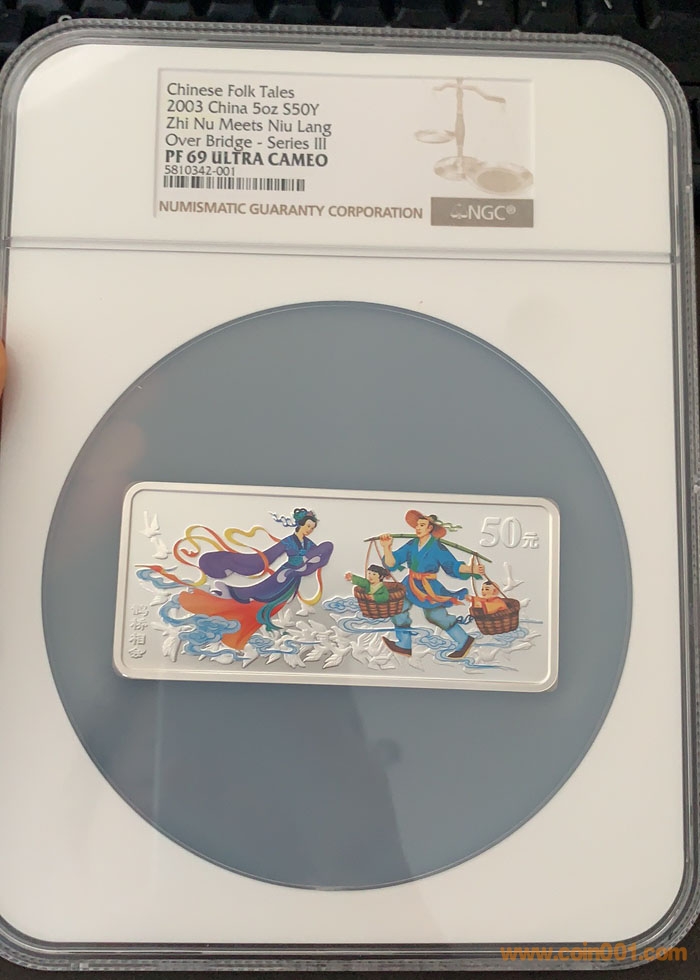 Chinese Folk Tales
2003 China 5oz S50Y
Zhi Nu Meets Niu Lang
Over Bridge - Series III
PF 69 ULTRA CAMEO
5810342-001
NUMISMATIC GUARANTY CORPORATION
NGC®
50元
鹊桥相会
www.coin001.com